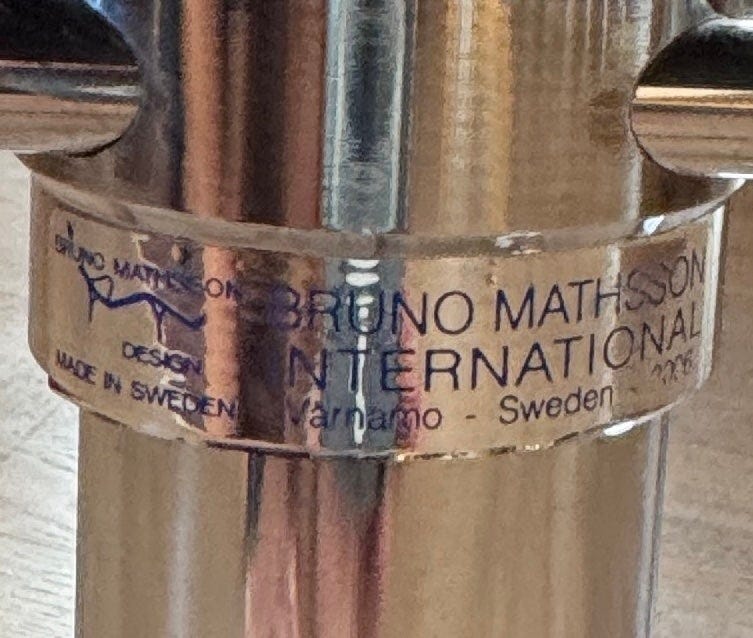 BRUNO MATHSSON
DESIGN
MADE IN SWEDEN
BRUNO MATHSSON
INTERNATIONAL
Värnamo - Sweden